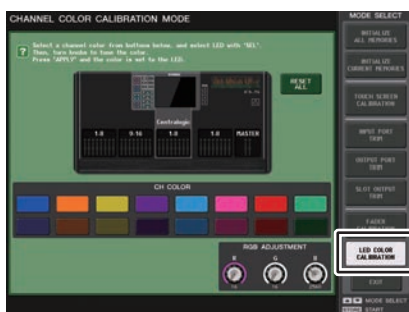 CHANNEL COLOR CALIBRATION MODE
Select a channel color from buttons below, and select LED with "SEL".
Then, turn knobs to tune the color.
Press "APPLY" and the color is set to the LED.
RESET ALL
Centralogic
1-8
9-16
1-8
1-8
MASTER
CH COLOR
RGB ADJUSTMENT
R
G
B
MODE SELECT
INITIALIZE ALL MEMORIES
INITIALIZE CURRENT MEMORIES
TOUCH SCREEN CALIBRATION
INPUT PORT TRIM
OUTPUT PORT TRIM
SLOT OUTPUT TRIM
FADER CALIBRATION
LED COLOR CALIBRATION
EXIT
MODE SELECT
START